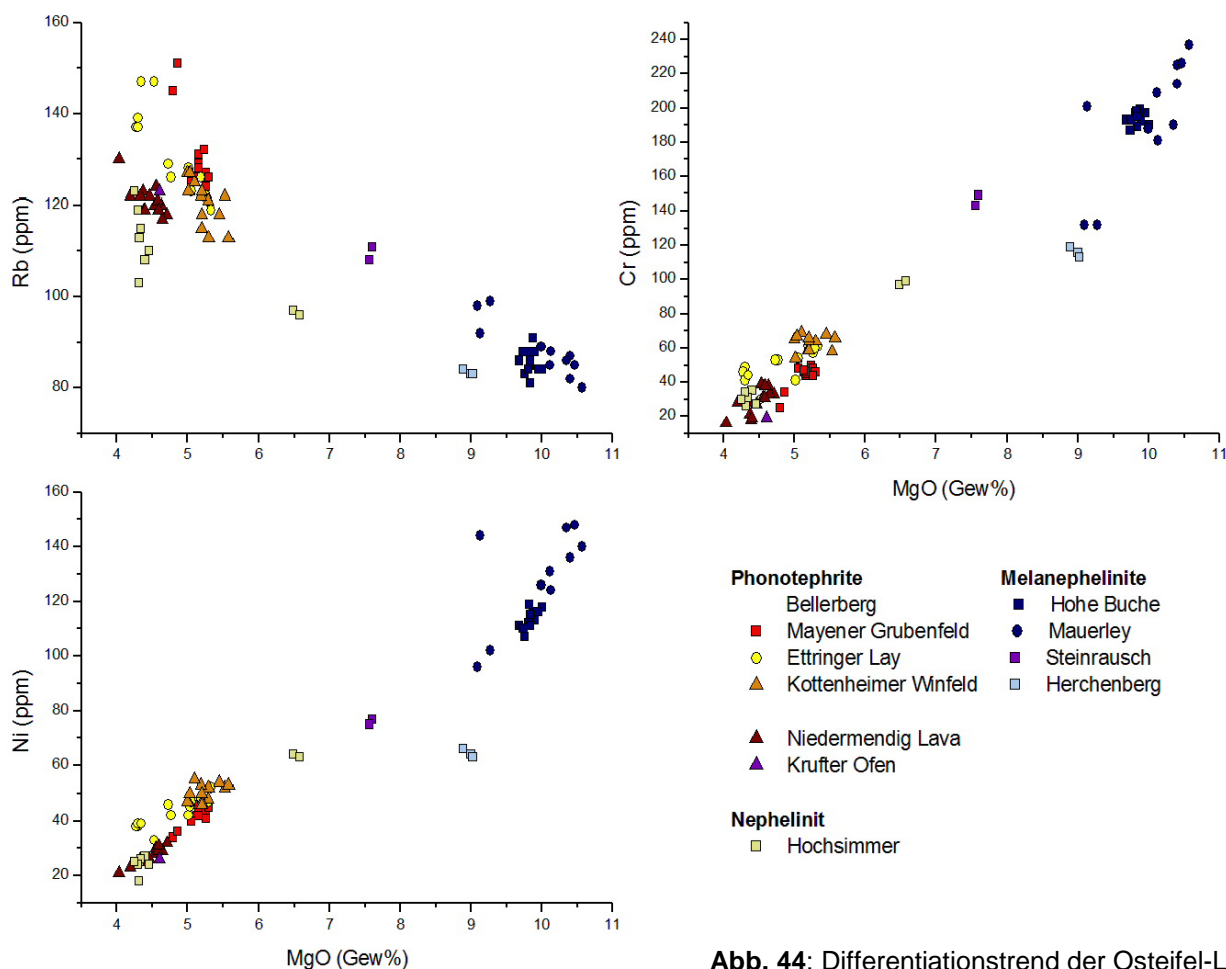 160
140
120
100
80
Rb (ppm)
4 5 6 7 8 9 10 11
240
220
200
180
160
140
120
100
80
60
40
20
Cr (ppm)
4 5 6 7 8 9 10 11
MgO (Gew%)
160
140
120
100
80
60
40
20
Ni (ppm)
4 5 6 7 8 9 10 11
MgO (Gew%)
Phonotephrite
Bellerberg
Mayener Grubenfeld
Ettringer Lay
Kottenheimer Winfeld
Niedermendig Lava
Krufter Ofen
Nephelinit
Hochsimmer
Melanephelinite
Hohe Buche
Mauerley
Steinrausch
Herchenberg
Abb. 44: Differentiationstrend der Osteifel-L